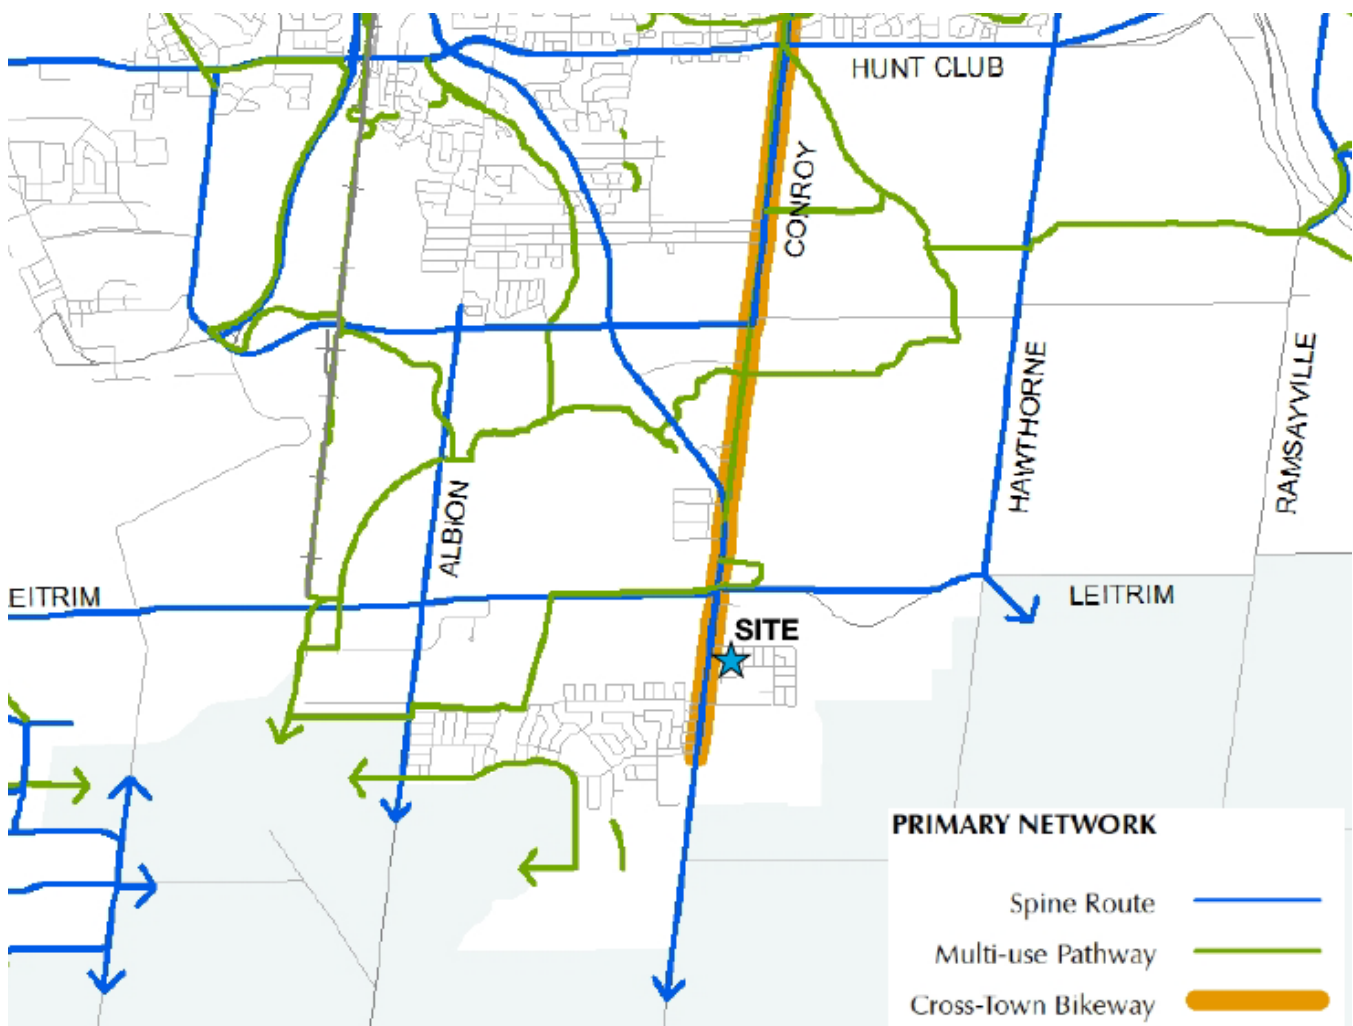 HUNT CLUB
CONROY
HAWTHORNE
RAMSAYVILLE
ALBION
EITRIM
LEITRIM
SITE
PRIMARY NETWORK
Spine Route
Multi-use Pathway
Cross-Town Bikeway